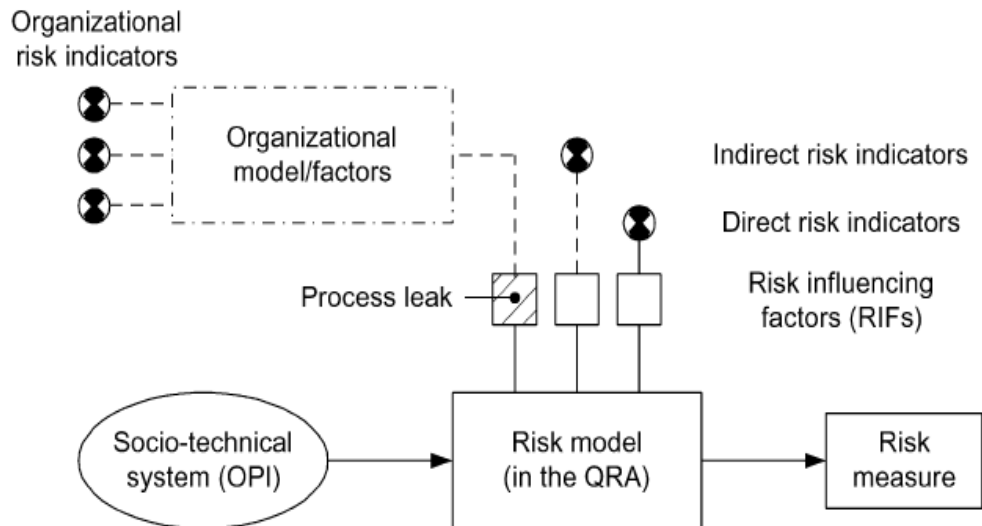 Organizational
risk indicators
Organizational
model/factors
Indirect risk indicators
Direct risk indicators
Process leak
Risk influencing
factors (RIFs)
Socio-technical
system (OPI)
Risk model
(in the QRA)
Risk
measure